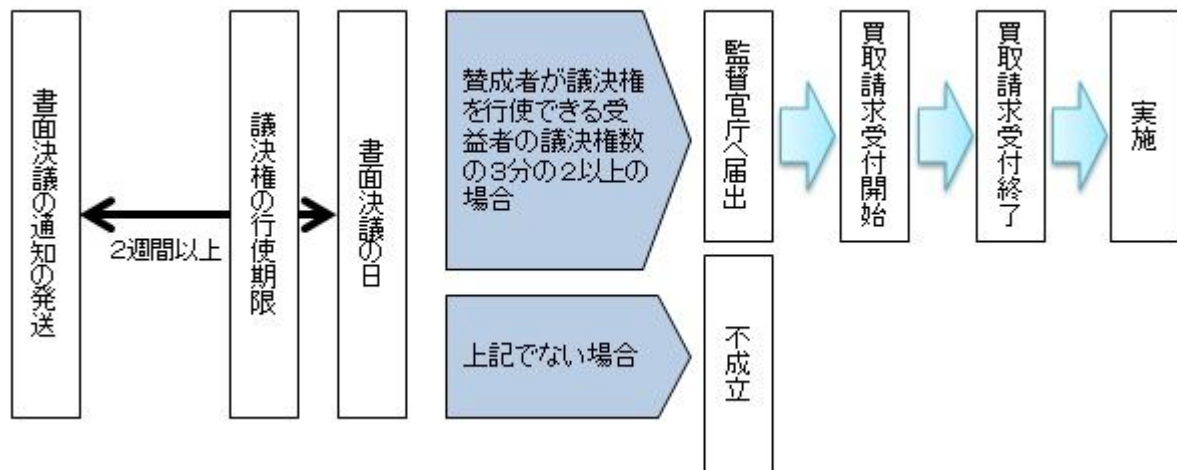 書面決議の通知の発送
2週間以上
議決権の行使期限
書面決議の日
賛成者が議決権
を行使できる受
益者の議決権数
の3分の2以上の
場合
監督官庁へ届出
買取請求受付開始
買取請求受付終了
実施
上記でない場合
不成立